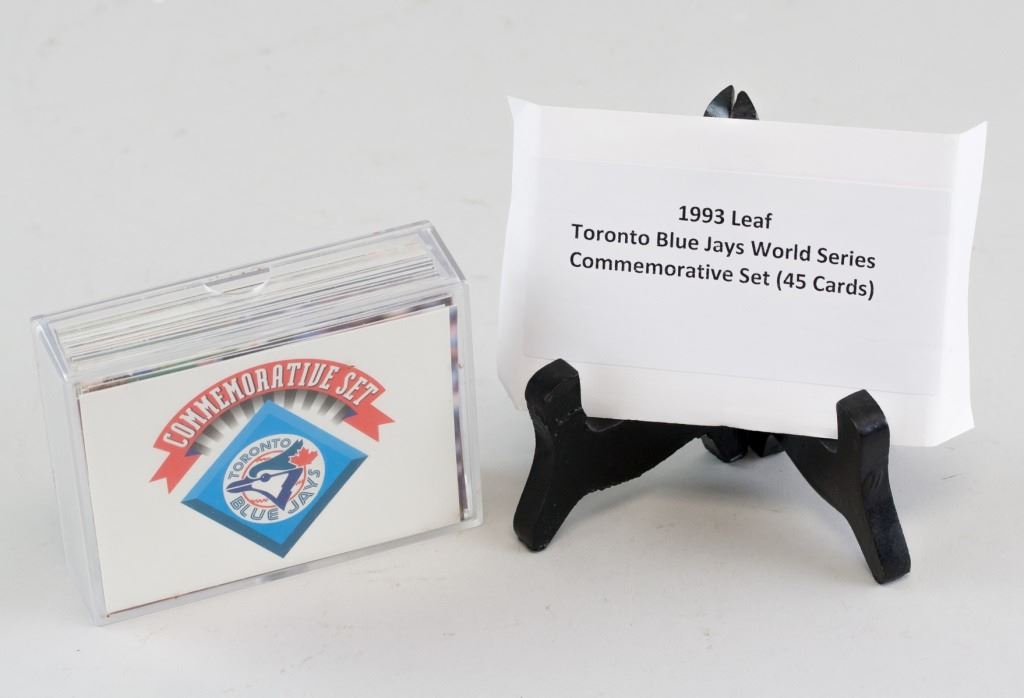 COMMEMORATIVE SET
TORONTO
BLUE JAYS
1993 Leaf
Toronto Blue Jays World Series
Commemorative Set (45 Cards)